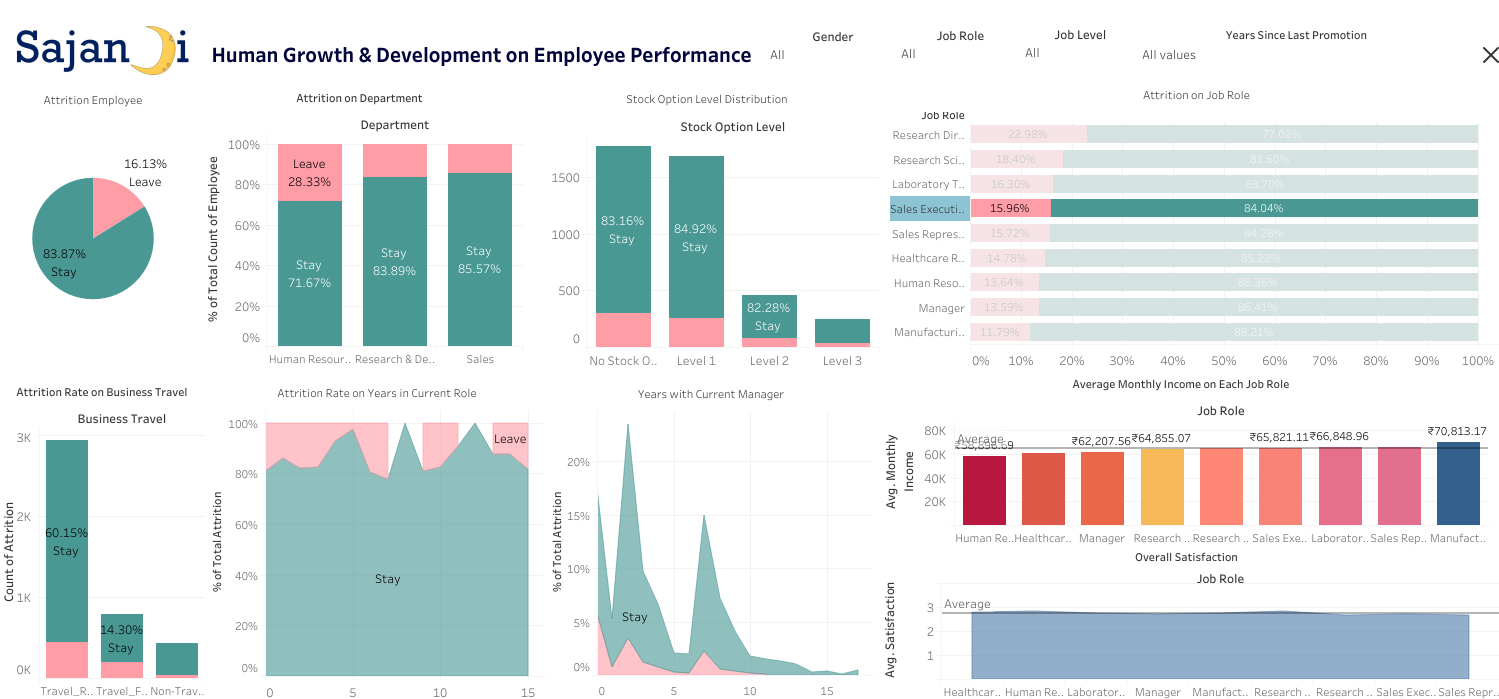 Sajan i
Human Growth & Development on Employee Performance
Gender
All
Job Role
All
Job Level
All
Years Since Last Promotion
All values
Attrition Employee
16.13%
Leave
83.87%
Stay
Attrition on Department
Department
% of Total Count of Employee
100%
80%
60%
40%
20%
0%
Leave
28.33%
Stay
71.67%
Stay
83.89%
Stay
85.57%
Human Resour..
Research & De..
Sales
Stock Option Level Distribution
Stock Option Level
1500
1000
500
0
83.16%
Stay
84.92%
Stay
82.28%
Stay
No Stock O..
Level 1
Level 2
Level 3
Attrition on Job Role
Job Role
Research Dir.. 22.98% 77.02%
Research Sci.. 18.40% 81.60%
Laboratory T.. 16.30% 83.70%
Sales Executi.. 15.96% 84.04%
Sales Repres.. 15.72% 84.28%
Healthcare R.. 14.78% 85.22%
Human Reso.. 13.64% 86.36%
Manager 13.59% 86.41%
Manufacturi.. 11.79% 88.21%
0% 10% 20% 30% 40% 50% 60% 70% 80% 90% 100%
Attrition Rate on Business Travel
Business Travel
Count of Attrition
3K
2K
1K
0K
60.15%
Stay
14.30%
Stay
Travel_R..
Travel_F..
Non-Trav..
Attrition Rate on Years in Current Role
% of Total Attrition
100%
80%
60%
40%
20%
0%
Leave
Stay
0 5 10 15
Years with Current Manager
% of Total Attrition
20%
15%
10%
5%
0%
Stay
0 5 10 15
Average Monthly Income on Each Job Role
Job Role
Avg. Monthly
Income
80K
60K
40K
20K
Average
₹62,207.56
₹64,855.07
₹65,821.11
₹66,848.96
₹70,813.17
Human Re..
Healthcar..
Manager
Research ..
Research ..
Sales Exe..
Laborator..
Sales Rep..
Manufact..
Overall Satisfaction
Job Role
Avg. Satisfaction
3
2
1
Average
Healthcar..
Human Re..
Laborator..
Manager
Manufact..
Research ..
Research ..
Sales Exec..
Sales Repr..